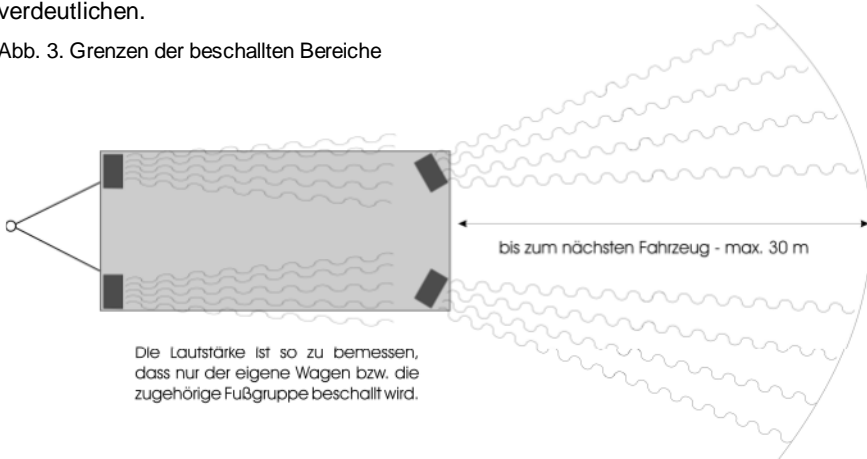 verdeutlichen.
Abb. 3. Grenzen der beschallten Bereiche
bis zum nächsten Fahrzeug - max. 30 m
Die Lautstärke ist so zu bemessen,
dass nur der eigene Wagen bzw. die
zugehörige Fußgruppe beschallt wird.